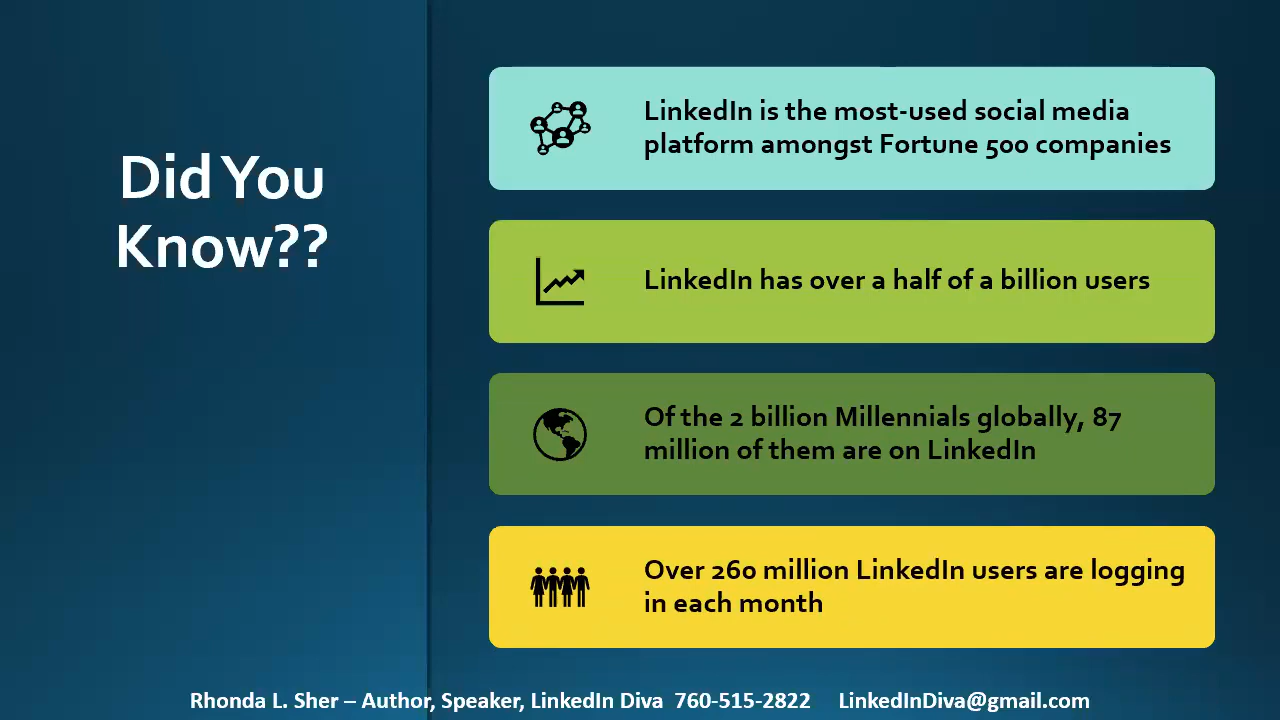 Did You
Know??
LinkedIn is the most-used social media
platform amongst Fortune 500 companies
LinkedIn has over a half of a billion users
Of the 2 billion Millennials globally, 87
million of them are on LinkedIn
Over 260 million LinkedIn users are logging
in each month
Rhonda L. Sher – Author, Speaker, LinkedIn Diva 760-515-2822 LinkedInDiva@gmail.com